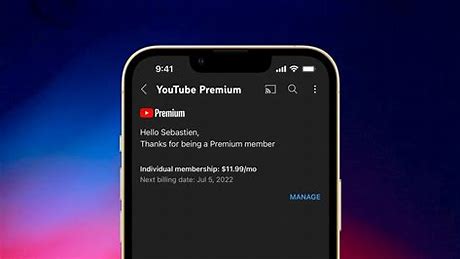 9:41
YouTube Premium
Premium
Hello Sebastien,
Thanks for being a Premium member
Individual membership: $11.99/mo
Next billing date: Jul 5, 2022
MANAGE